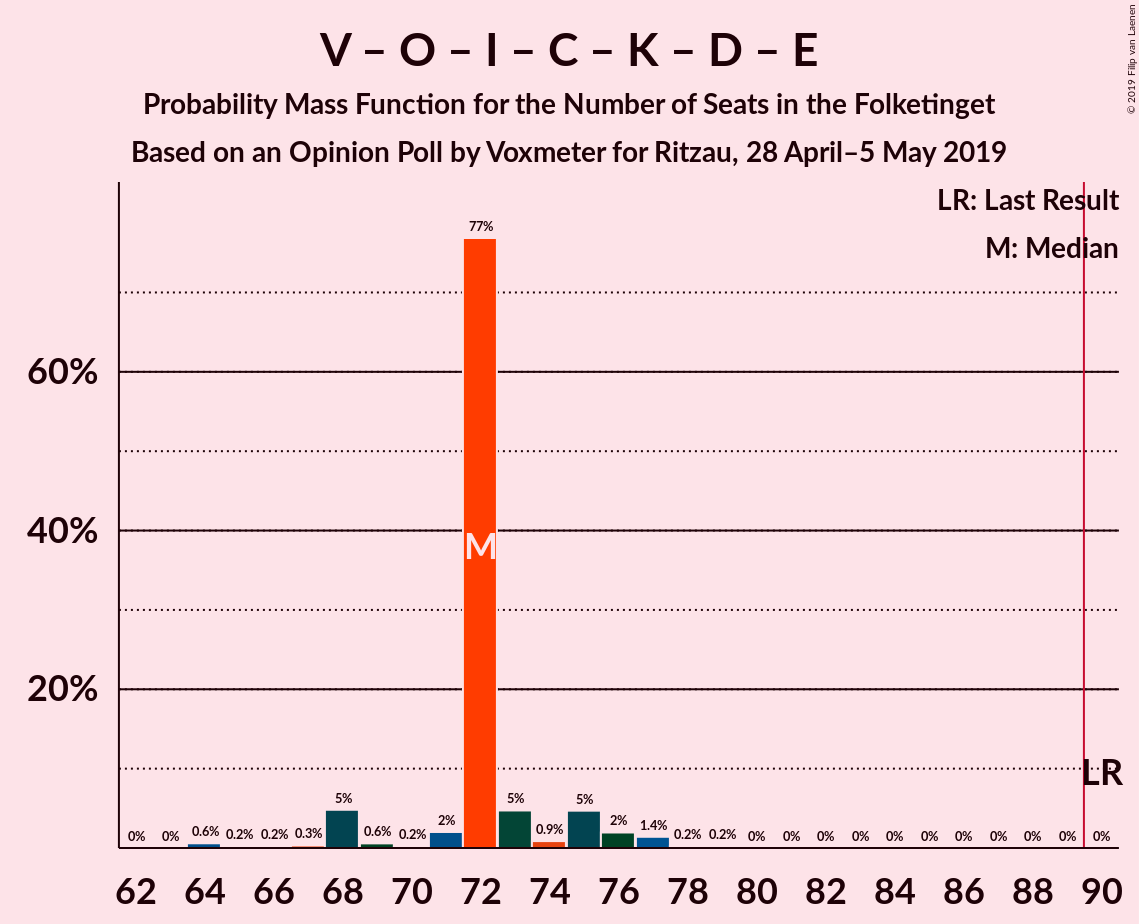 V – O – I – C – K – D – E
Probability Mass Function for the Number of Seats in the Folketinget
Based on an Opinion Poll by Voxmeter for Ritzau, 28 April–5 May 2019
© 2019 Filip van Laenen
LR: Last Result
M: Median
60%
40%
20%
0% 0% 0.6% 0.2% 0.2% 0.3% 5% 0.6% 0.2% 2% 77% 5% 0.9% 5% 2% 1.4% 0.2% 0.2% 0% 0% 0% 0% 0% 0% 0% 0% 0% 0% 0%
M
LR
62 64 66 68 70 72 74 76 78 80 82 84 86 88 90